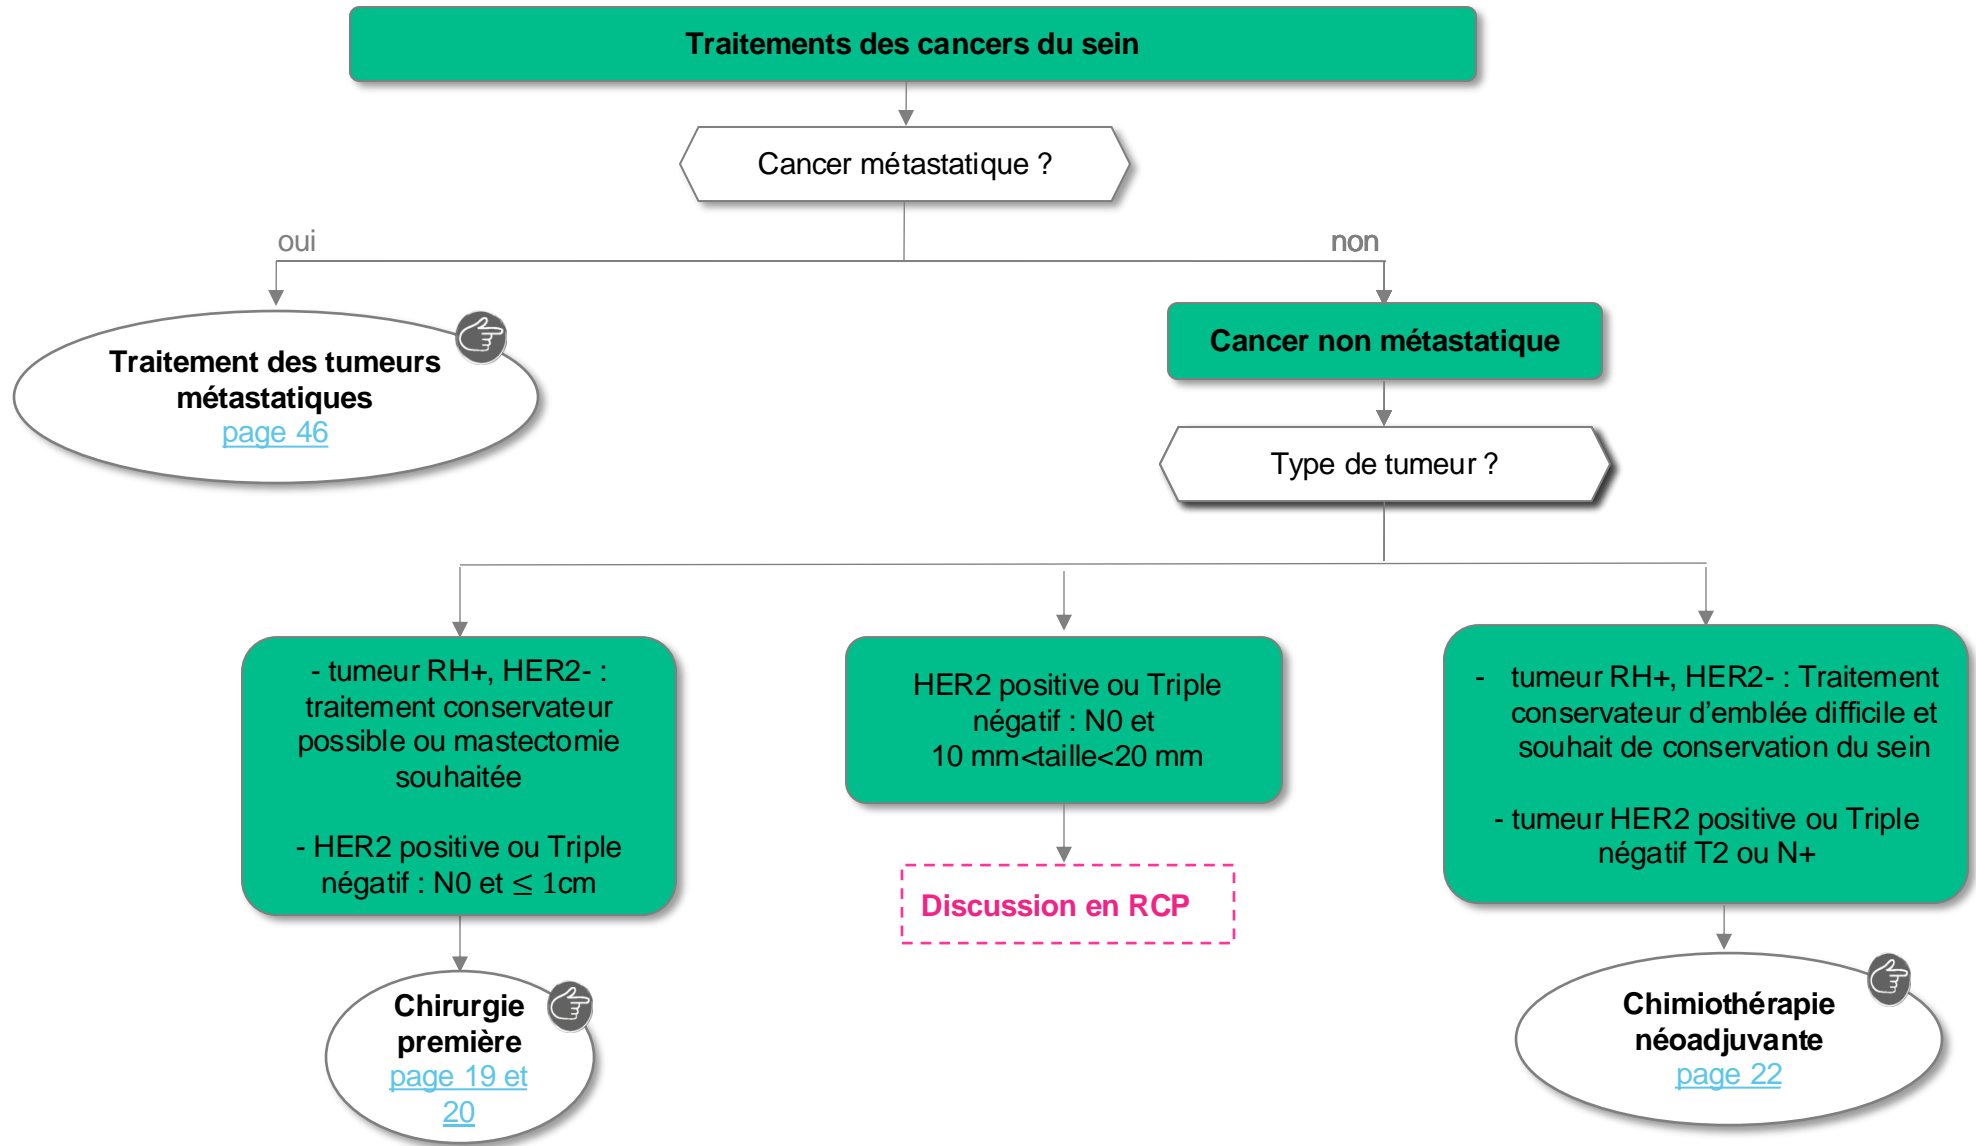 Traitements des cancers du sein
Cancer métastatique ?
oui
non
Traitement des tumeurs
métastatiques
page 46
Cancer non métastatique
Type de tumeur ?
- tumeur RH+, HER2- :
traitement conservateur
possible ou mastectomie
souhaitée
- HER2 positive ou Triple
négatif : N0 et ≤ 1cm
HER2 positive ou Triple
négatif : N0 et
10 mm<taille<20 mm
- tumeur RH+, HER2- : Traitement
conservateur d’emblée difficile et
souhait de conservation du sein
- tumeur HER2 positive ou Triple
négatif T2 ou N+
Discussion en RCP
Chirurgie
première
page 19 et
20
Chimiothérapie
néoadjuvante
page 22